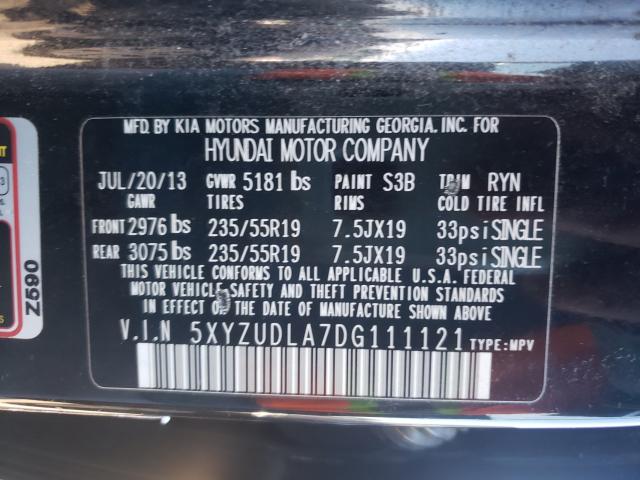 MFD. BY KIA MOTORS MANUFACTURING GEORGIA. INC. FOR
HYUNDAI MOTOR COMPANY
JUL/20/13 GVWR 5181 lbs PAINT S3B TRIM RYN
GAWR TIRES RIMS COLD TIRE INFL
FRONT 2976 lbs 235/55R19 7.5JX19 33psi SINGLE
REAR 3075 lbs 235/55R19 7.5JX19 33psi SINGLE
THIS VEHICLE CONFORMS TO ALL APPLICABLE U.S.A. FEDERAL
MOTOR VEHICLE SAFETY AND THEFT PREVENTION STANDARDS
IN EFFECT ON THE DATE OF MANUFACTURE SHOWN ABOVE
V.I.N 5XYZUDLA7DG111121 TYPE: MPV
Z590